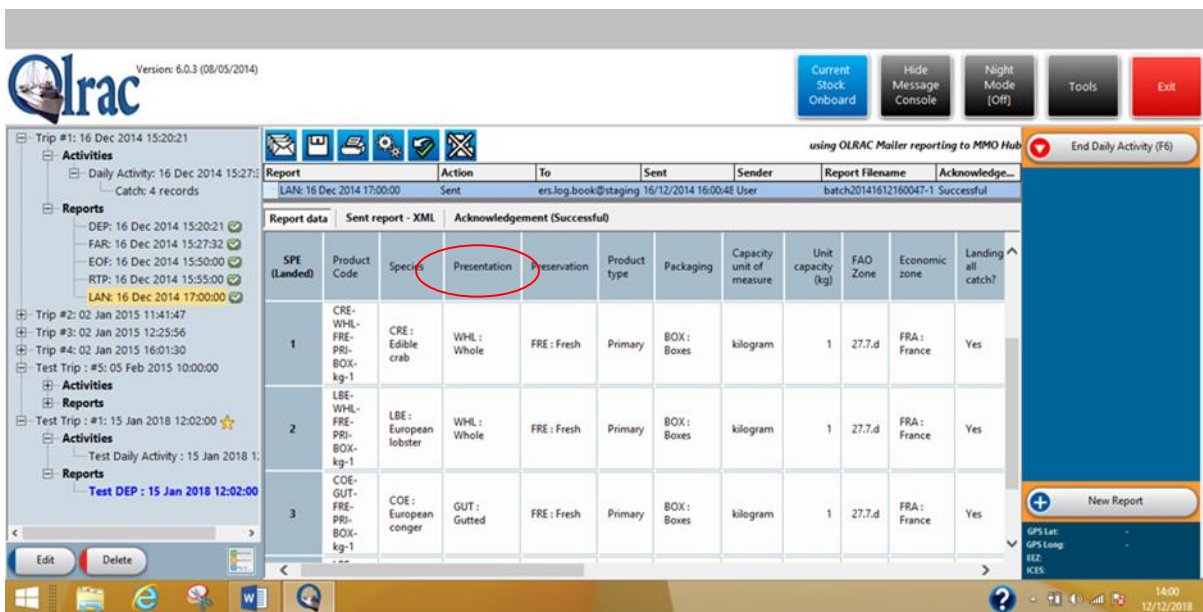 Qlrac
Version: 6.0.3 (08/05/2014)
Current
Stock
Onboard
Hide
Message
Console
Night
Mode
[Off]
Tools
Exit
Trip #1: 16 Dec 2014 15:20:21
Activities
Daily Activity: 16 Dec 2014 15:27:3
Catch: 4 records
Reports
DEP: 16 Dec 2014 15:20:21
FAR: 16 Dec 2014 15:27:32
EOF: 16 Dec 2014 15:50:00
RTP: 16 Dec 2014 15:55:00
LAN: 16 Dec 2014 17:00:00
Trip #2: 02 Jan 2015 11:41:47
Trip #3: 02 Jan 2015 12:25:56
Trip #4: 02 Jan 2015 16:01:30
Test Trip : #5: 05 Feb 2015 10:00:00
Activities
Reports
Test Trip : #1: 15 Jan 2018 12:02:00
Activities
Test Daily Activity : 15 Jan 2018 1:
Reports
Test DEP : 15 Jan 2018 12:02:00
Edit
Delete
using OLRAC Mailer reporting to MMO Hub
Report Action To Sent Sender Report Filename Acknowledge...
LAN: 16 Dec 2014 17:00:00 Sent ers.log.book@staging 16/12/2014 16:00:48 User batch20141612160047-1 Successful
Report data Sent report - XML Acknowledgement (Successful)
SPE (Landed) Product Code Species Presentation Preservation Product type Packaging Capacity unit of measure Unit capacity (kg) FAO Zone Economic zone Landing all catch?
1 CRE-WHL-FRE-PRI-BOX-kg-1 CRE : Edible crab WHL : Whole FRE : Fresh Primary BOX : Boxes kilogram 1 27.7.d FRA : France Yes
2 LBE-WHL-FRE-PRI-BOX-kg-1 LBE : European lobster WHL : Whole FRE : Fresh Primary BOX : Boxes kilogram 1 27.7.d FRA : France Yes
3 COE-GUT-FRE-PRI-BOX-kg-1 COE : European conger GUT : Gutted FRE : Fresh Primary BOX : Boxes kilogram 1 27.7.d FRA : France Yes
End Daily Activity (F6)
New Report
GPS Lat: -
GPS Long: -
EEZ:
ICES:
14:00
12/12/2018